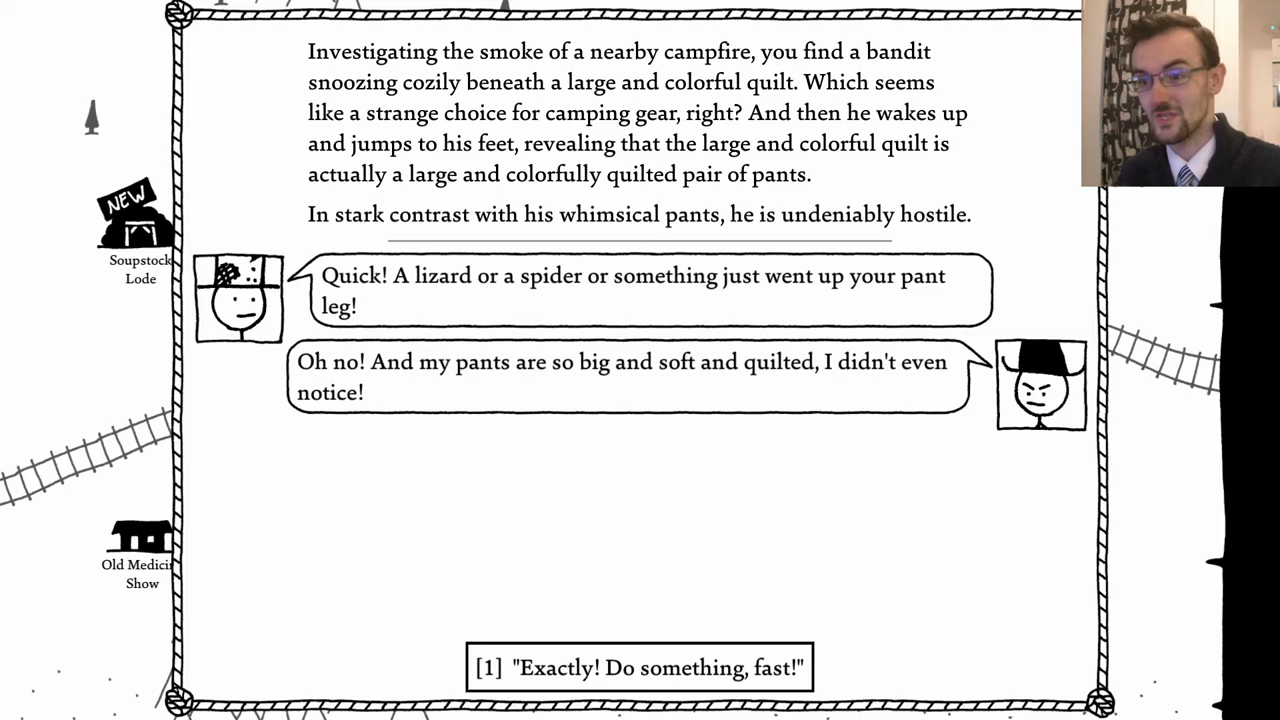 Investigating the smoke of a nearby campfire, you find a bandit
snoozing cozily beneath a large and colorful quilt. Which seems
like a strange choice for camping gear, right? And then he wakes up
and jumps to his feet, revealing that the large and colorful quilt is
actually a large and colorfully quilted pair of pants.
In stark contrast with his whimsical pants, he is undeniably hostile.
NEW
Soupstock
Lode
Quick! A lizard or a spider or something just went up your pant
leg!
Oh no! And my pants are so big and soft and quilted, I didn't even
notice!
Old Medicin
Show
[1] "Exactly! Do something, fast!"